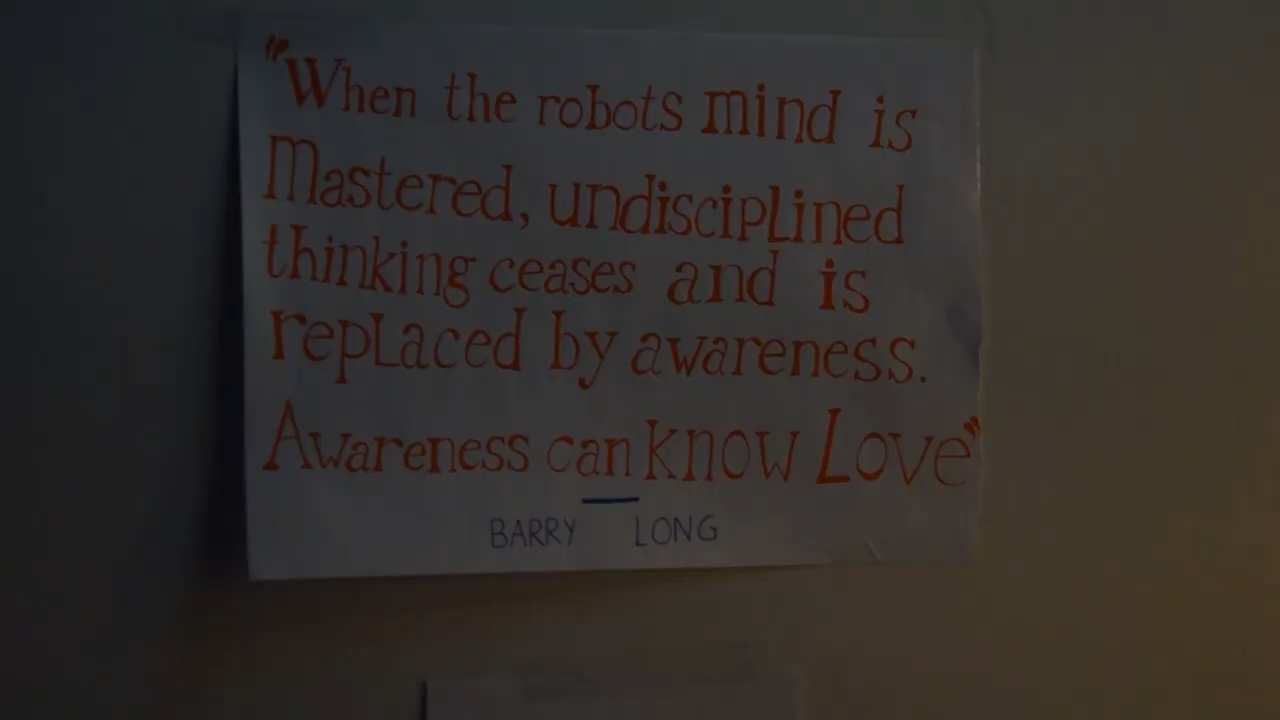 "When the robots mind is
Mastered, undisciplined
thinking ceases and is
replaced by awareness.
Awareness can know Love"
BARRY LONG